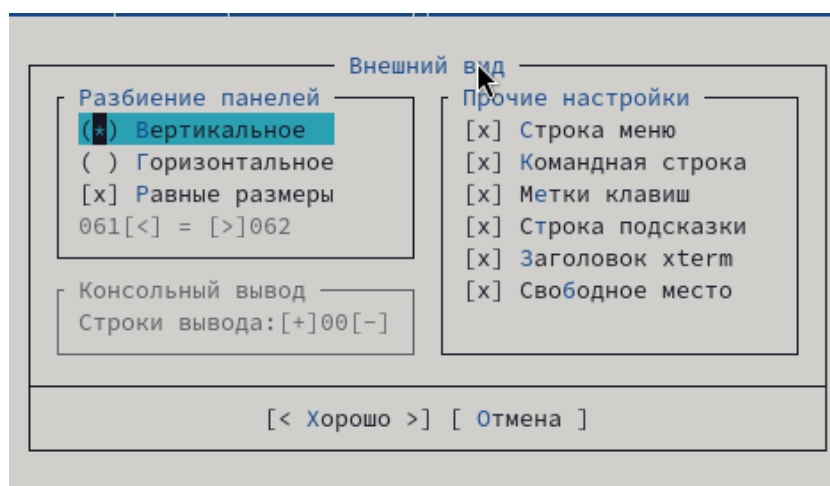 Внешний вид
Разбиение панелей
(*) Вертикальное
( ) Горизонтальное
[x] Равные размеры
061[<] = [>]062
Консольный вывод
Строки вывода:[+]00[-]
Прочие настройки
[x] Строка меню
[x] Командная строка
[x] Метки клавиш
[x] Строка подсказки
[x] Заголовок xterm
[x] Свободное место
[< Хорошо >] [ Отмена ]